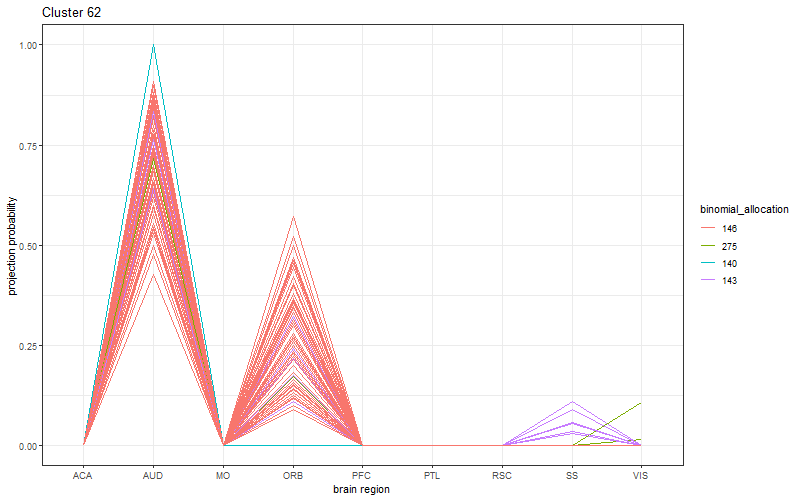 Cluster 62
1.00
0.75
0.50
0.25
0.00
projection probability
ACA AUD MO ORB PFC PTL RSC SS VIS
brain region
binomial_allocation
146
275
140
143